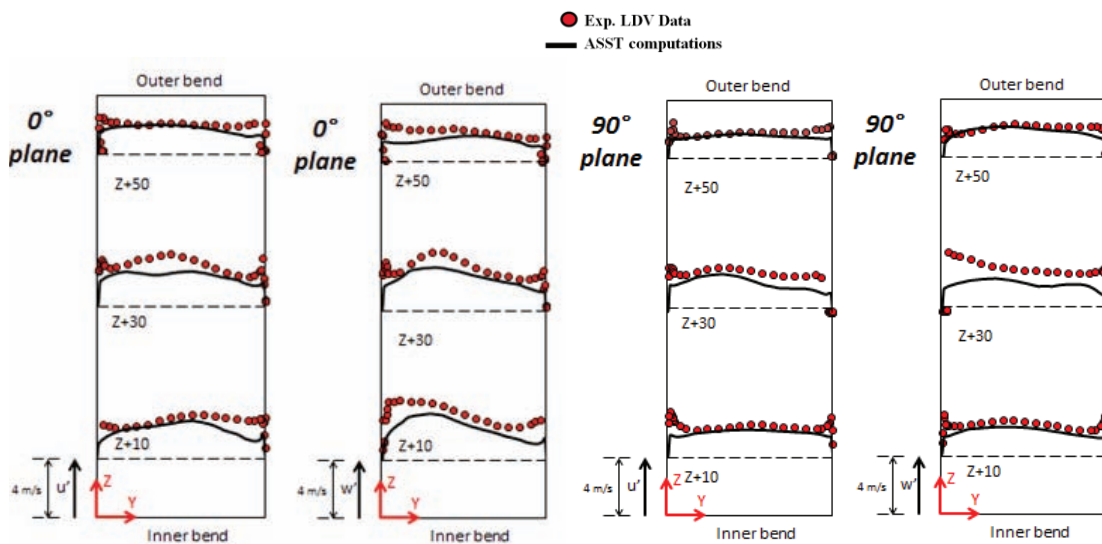 Exp. LDV Data
ASST computations
Outer bend
0°
plane
Z+50
Z+30
Z+10
4 m/s
u'
Z
Y
Inner bend
Outer bend
0°
plane
Z+50
Z+30
Z+10
4 m/s
w'
Z
Y
Inner bend
Outer bend
90°
plane
Z+50
Z+30
Z+10
4 m/s
u'
Z
Y
Inner bend
Outer bend
90°
plane
Z+50
Z+30
Z+10
4 m/s
w'
Z
Y
Inner bend